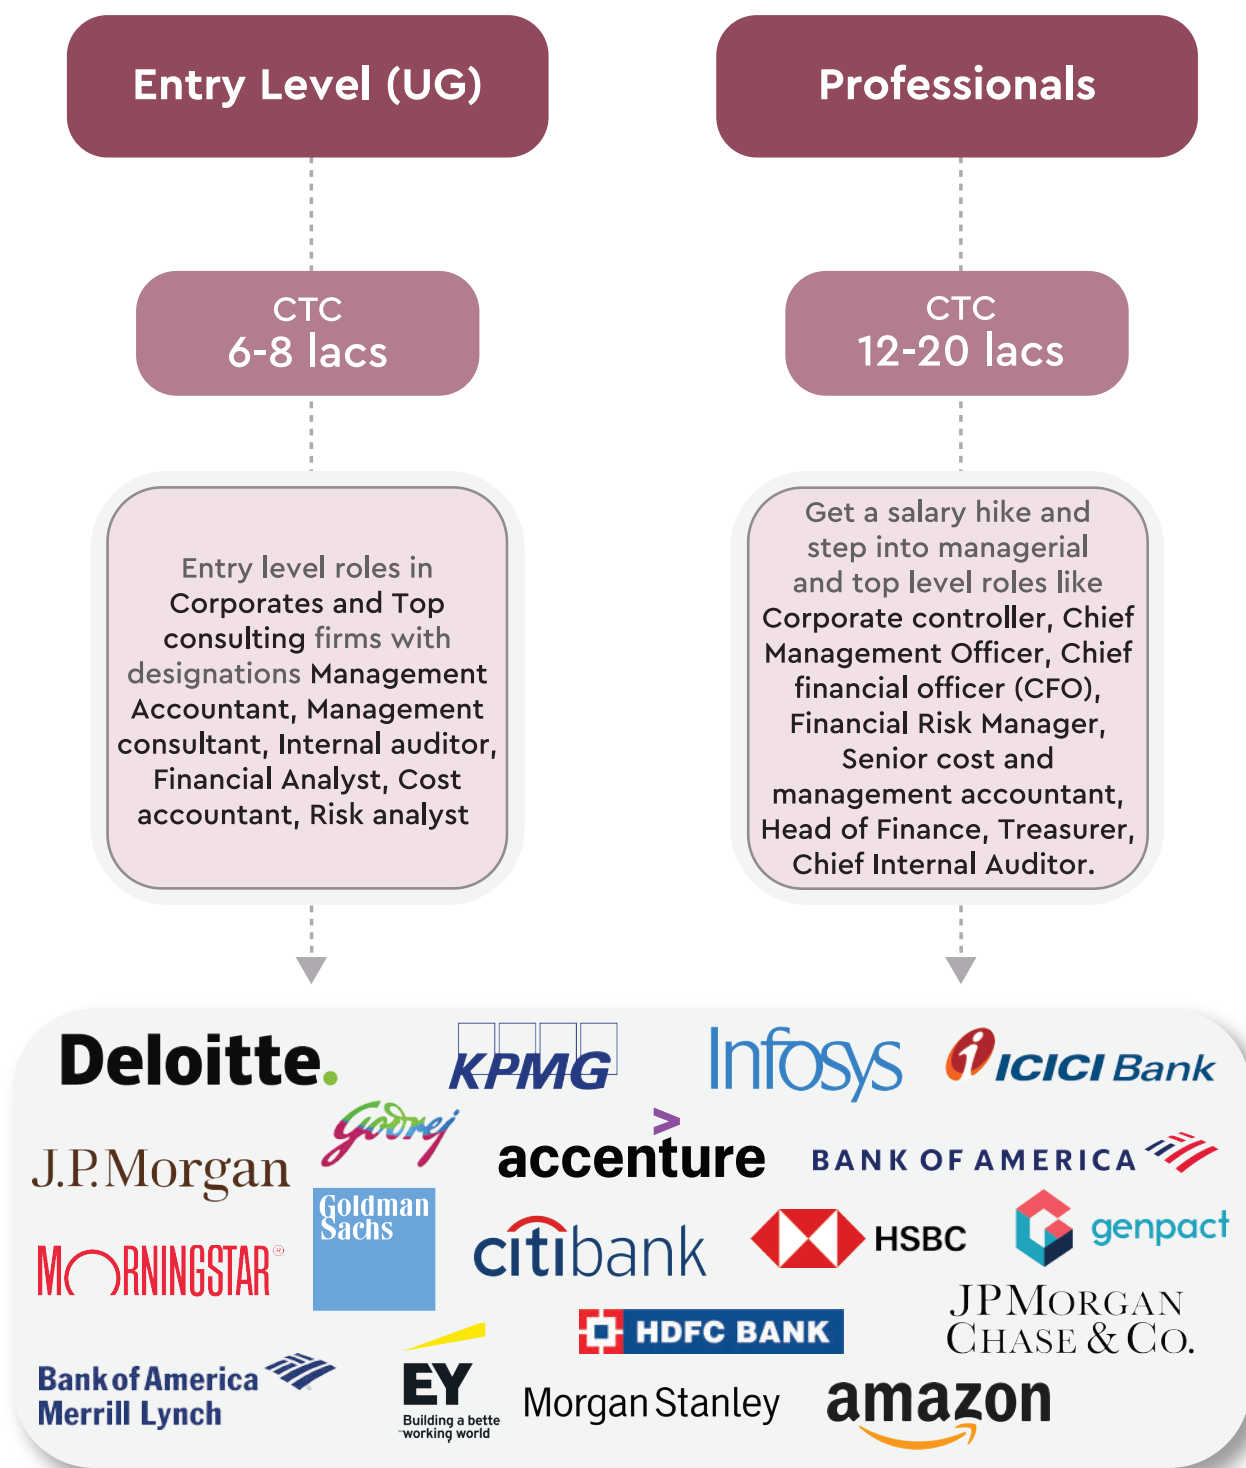 Entry Level (UG)
CTC
6-8 lacs
Entry level roles in
Corporates and Top
consulting firms with
designations Management
Accountant, Management
consultant, Internal auditor,
Financial Analyst, Cost
accountant, Risk analyst
Professionals
CTC
12-20 lacs
Get a salary hike and
step into managerial
and top level roles like
Corporate controller, Chief
Management Officer, Chief
financial officer (CFO),
Financial Risk Manager,
Senior cost and
management accountant,
Head of Finance, Treasurer,
Chief Internal Auditor.
Deloitte.
KPMG
Infosys
i ICICI Bank
J.P.Morgan
Godrej
>
accenture
BANK OF AMERICA
MORNINGSTAR®
Goldman
Sachs
citibank
HSBC
genpact
HDFC BANK
JPMORGAN
CHASE & CO.
Bank of America
Merrill Lynch
EY
Building a bette
working world
Morgan Stanley
amazon